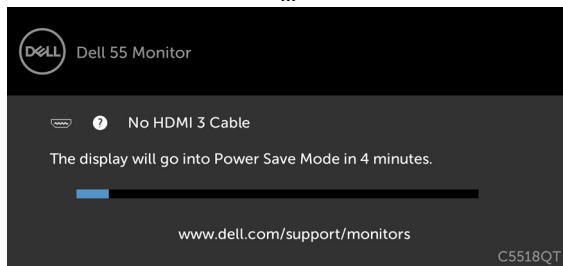 ...
DELL Dell 55 Monitor
? No HDMI 3 Cable
The display will go into Power Save Mode in 4 minutes.
www.dell.com/support/monitors
C5518QT